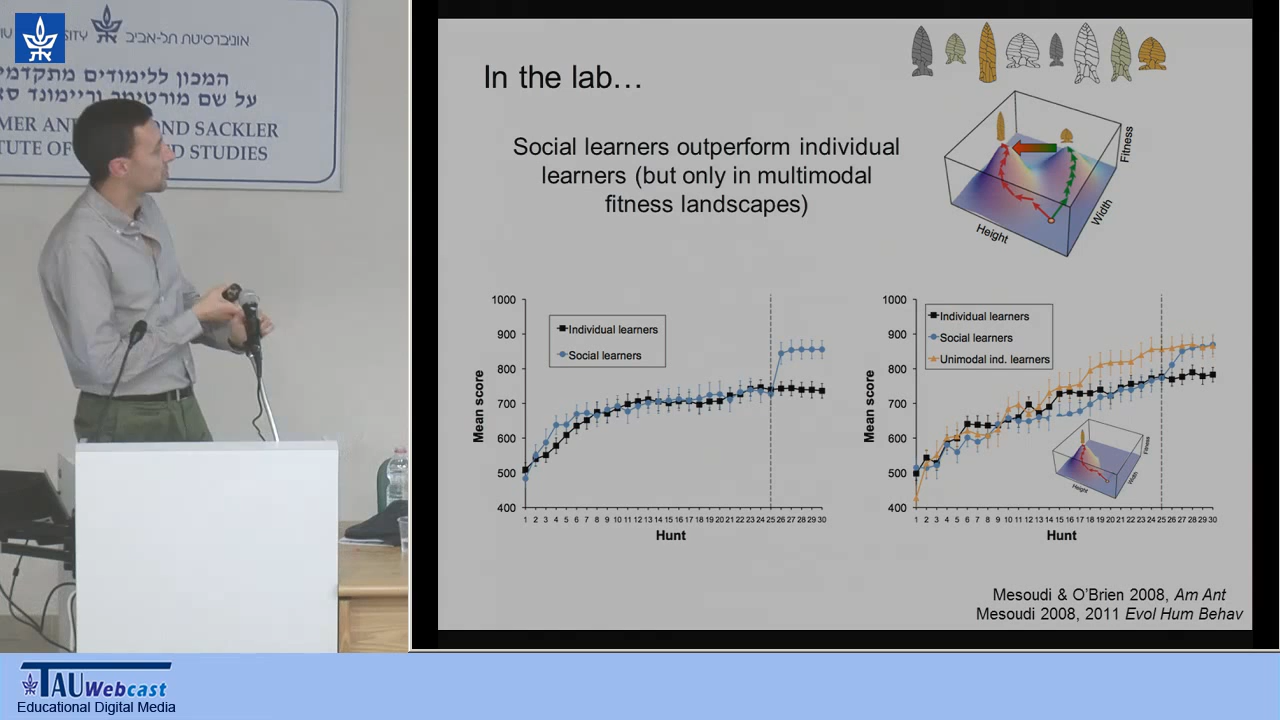 SITY
אוניברסיטת תל-אביב
המכון ללימודים מתקדמי
על שם מורטימר וריימונד סא
MER AN
OND SACKLER
TUTE OF
D STUDIES
In the lab…
Social learners outperform individual
learners (but only in multimodal
fitness landscapes)
Fitness
Width
Height
1000
900
800
700
600
500
400
Mean score
Individual learners
Social learners
1 2 3 4 5 6 7 8 9 10 11 12 13 14 15 16 17 18 19 20 21 22 23 24 25 26 27 28 29 30
Hunt
1000
900
800
700
600
500
400
Mean score
Individual learners
Social learners
Unimodal ind. learners
Fitness
Width
Height
1 2 3 4 5 6 7 8 9 10 11 12 13 14 15 16 17 18 19 20 21 22 23 24 25 26 27 28 29 30
Hunt
Mesoudi & O'Brien 2008, Am Ant
Mesoudi 2008, 2011 Evol Hum Behav
TAU Webcast
Educational Digital Media